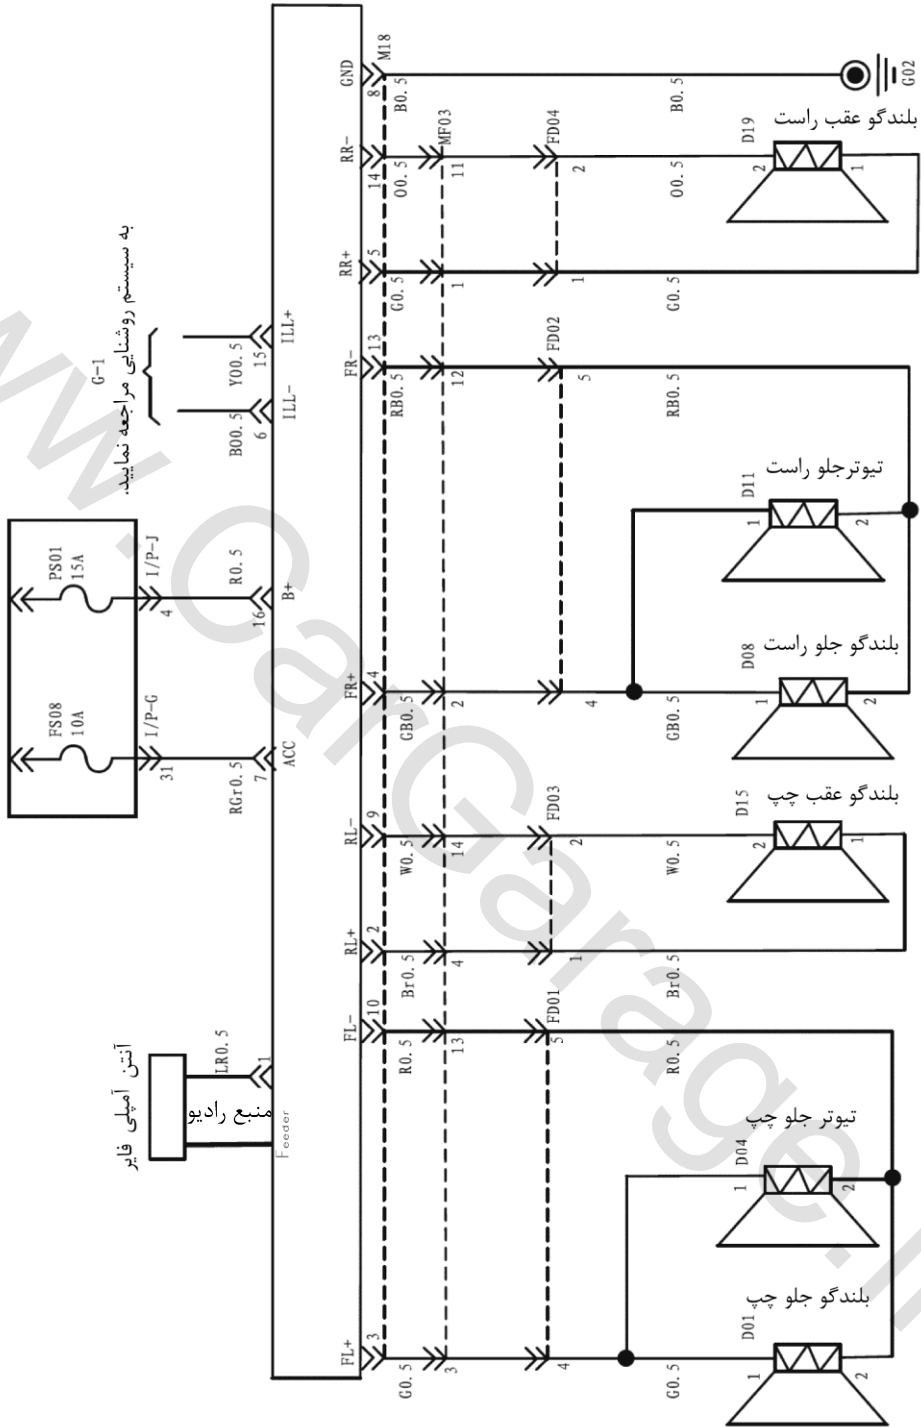 M18
GND
8
B0.5
B0.5
G02
بلندگو عقب راست
RR-
14
O0.5
MF03
11
FD04
2
O0.5
D19
2
1
RR+
5
G0.5
1
1
G0.5
به سیستم روشنایی مراجعه نمایید.
G-1
YO0.5
15
ILL+
BO0.5
6
ILL-
FR-
13
RB0.5
12
FD02
5
RB0.5
تیوترجلو راست
D11
1
2
PS01
15A
I/P-J
4
R0.5
16
B+
بلندگو جلو راست
D08
1
2
FR+
4
GB0.5
2
4
GB0.5
FS08
10A
I/P-G
31
RGr0.5
7
ACC
بلندگو عقب چپ
D15
2
1
RL-
9
W0.5
14
FD03
2
W0.5
RL+
2
Br0.5
4
1
Br0.5
FL-
10
R0.5
13
FD01
5
R0.5
آنتن آمپلی فایر
LR0.5
1
منبع رادیو
Feeder
تیوتر جلو چپ
D04
1
2
بلندگو جلو چپ
D01
1
2
FL+
3
G0.5
3
4
G0.5
www.CarGarage.ir